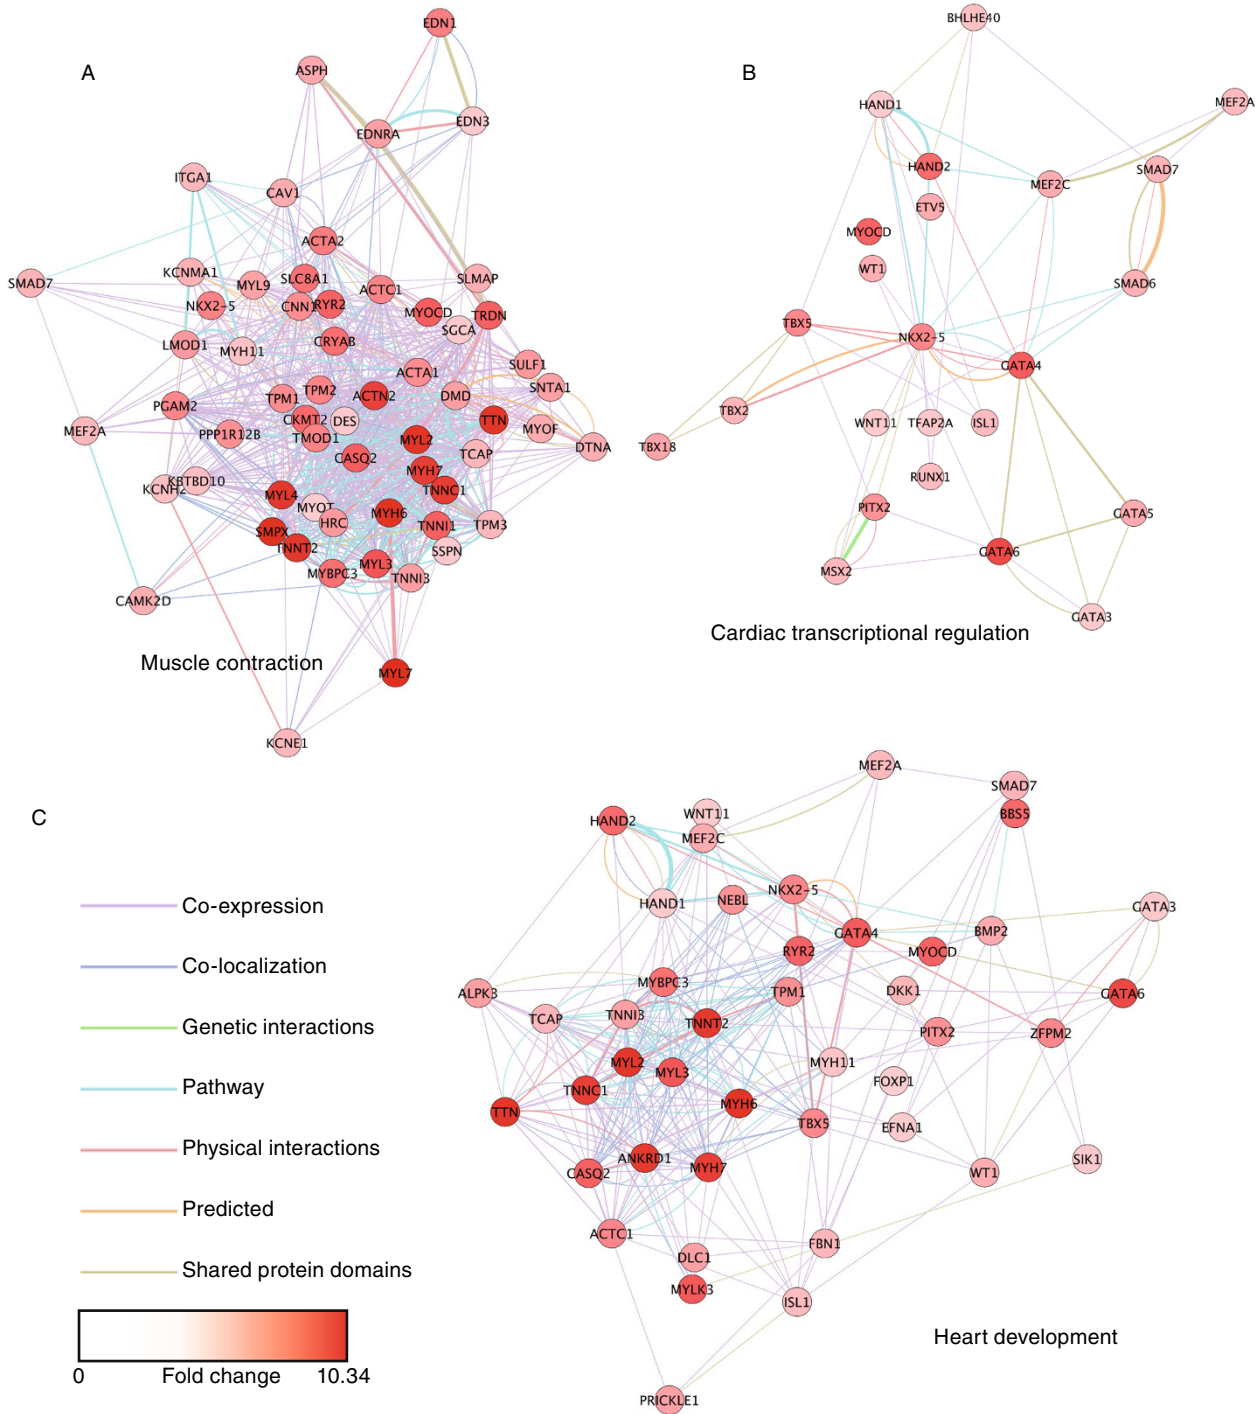 A
EDN1
ASPH
EDNRA
EDN3
ITGA1
CAV1
ACTA2
SMAD7
KCNMA1
MYL9
SLC8A1
ACTC1
SLMAP
NKX2-5
CNN1
RYR2
MYOCD
TRDN
SGCA
LMOD1
MYH11
CRYAB
ACTA1
SULF1
SNTA1
TPM1
TPM2
ACTN2
DMD
PGAM2
CKMT2
DES
TTN
MYOF
MEF2A
PPP1R12B
TMOD1
MYL2
DTNA
CASQ2
TCAP
MYH7
KCNH2
KBTBD10
TNNC1
MYL4
MYOT
HRC
MYH6
TNNI1
TPM3
SMPX
TNNT2
SSPN
MYBPC3
MYL3
TNNI3
CAMK2D
Muscle contraction
MYL7
KCNE1
B
BHLHE40
MEF2A
HAND1
HAND2
MEF2C
SMAD7
ETV5
MYOCD
WT1
SMAD6
TBX5
NKX2-5
GATA4
TBX2
TBX18
WNT11
TFAP2A
ISL1
RUNX1
PITX2
GATA5
GATA6
MSX2
GATA3
Cardiac transcriptional regulation
C
MEF2A
SMAD7
BBS5
HAND2
WNT11
MEF2C
HAND1
NEBL
NKX2-5
GATA3
GATA4
BMP2
RYR2
MYOCD
ALPK3
MYBPC3
TPM1
DKK1
GATA6
TCAP
TNNI3
TNNT2
PITX2
ZFPM2
MYL2
MYL3
MYH11
FOXP1
TNNC1
TTN
MYH6
TBX5
EFNA1
CASQ2
ANKRD1
MYH7
WT1
SIK1
ACTC1
DLC1
FBN1
MYLK3
ISL1
PRICKLE1
Heart development
Co-expression
Co-localization
Genetic interactions
Pathway
Physical interactions
Predicted
Shared protein domains
0 Fold change 10.34